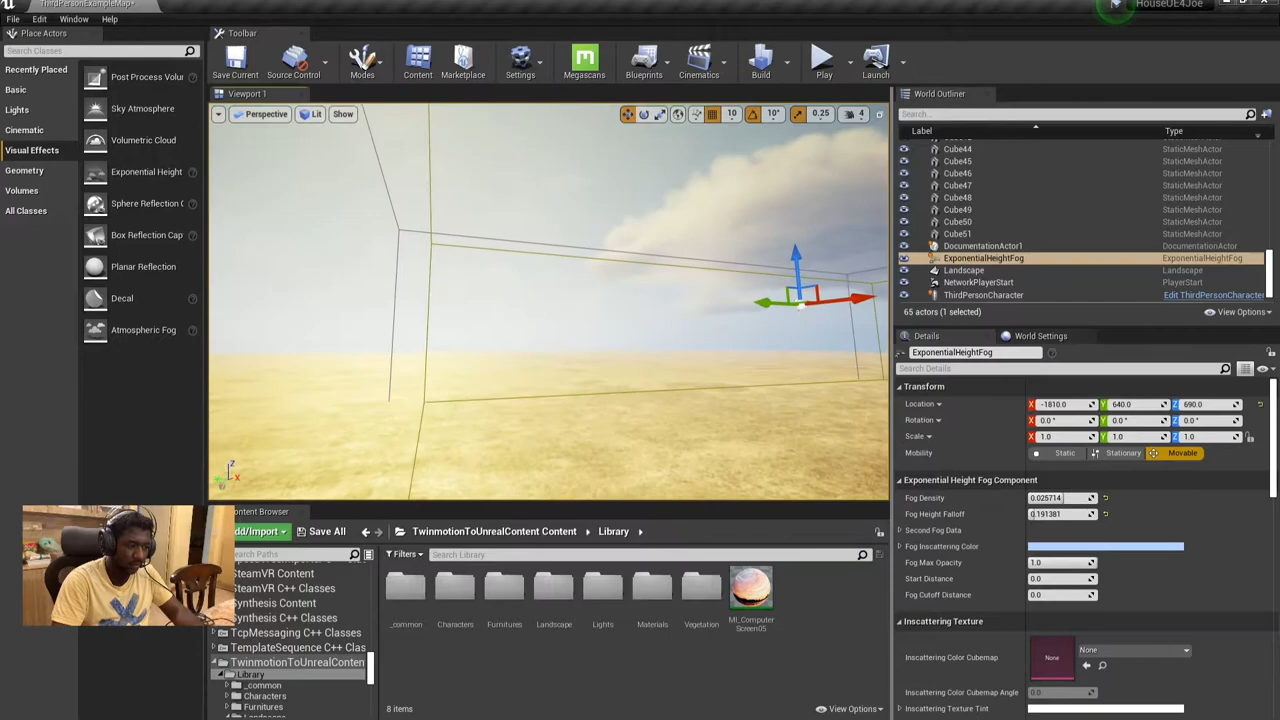 ThirdPersonExampleMap*
HouseUE4Joe
File Edit Window Help
Place Actors
Search Classes
Recently Placed
Basic
Lights
Cinematic
Visual Effects
Geometry
Volumes
All Classes
Post Process Volu
Sky Atmosphere
Volumetric Cloud
Exponential Height
Sphere Reflection C
Box Reflection Cap
Planar Reflection
Decal
Atmospheric Fog
Toolbar
Save Current Source Control Modes Content Marketplace Settings Megascans Blueprints Cinematics Build Play Launch
Viewport 1
Perspective Lit Show
10 10° 0.25 4
World Outliner
Search...
Label Type
Cube44 StaticMeshActor
Cube45 StaticMeshActor
Cube46 StaticMeshActor
Cube47 StaticMeshActor
Cube48 StaticMeshActor
Cube49 StaticMeshActor
Cube50 StaticMeshActor
Cube51 StaticMeshActor
DocumentationActor1 DocumentationActor
ExponentialHeightFog ExponentialHeightFog
Landscape Landscape
NetworkPlayerStart PlayerStart
ThirdPersonCharacter Edit ThirdPersonCharacter
65 actors (1 selected) View Options
Details World Settings
ExponentialHeightFog
Search Details
Transform
Location X -1810.0 Y 640.0 Z 690.0
Rotation X 0.0 ° Y 0.0 ° Z 0.0 °
Scale X 1.0 Y 1.0 Z 1.0
Mobility Static Stationary Movable
Exponential Height Fog Component
Fog Density 0.025714
Fog Height Falloff 0.191381
Second Fog Data
Fog Inscattering Color
Fog Max Opacity 1.0
Start Distance 0.0
Fog Cutoff Distance 0.0
Inscattering Texture
Inscattering Color Cubemap None None
Inscattering Color Cubemap Angle 0.0
Inscattering Texture Tint
Z
X
ontent Browser
dd/Import Save All TwinmotionToUnrealContent Content Library
Search Paths
Filters Search Library
SteamVR Content
SteamVR C++ Classes
Synthesis Content
Synthesis C++ Classes
TcpMessaging C++ Classes
TemplateSequence C++ Clas
TwinmotionToUnrealConten
Library
_common
Characters
Furnitures
_common Characters Furnitures Landscape Lights Materials Vegetation MI_Computer
Screen05
8 items View Options